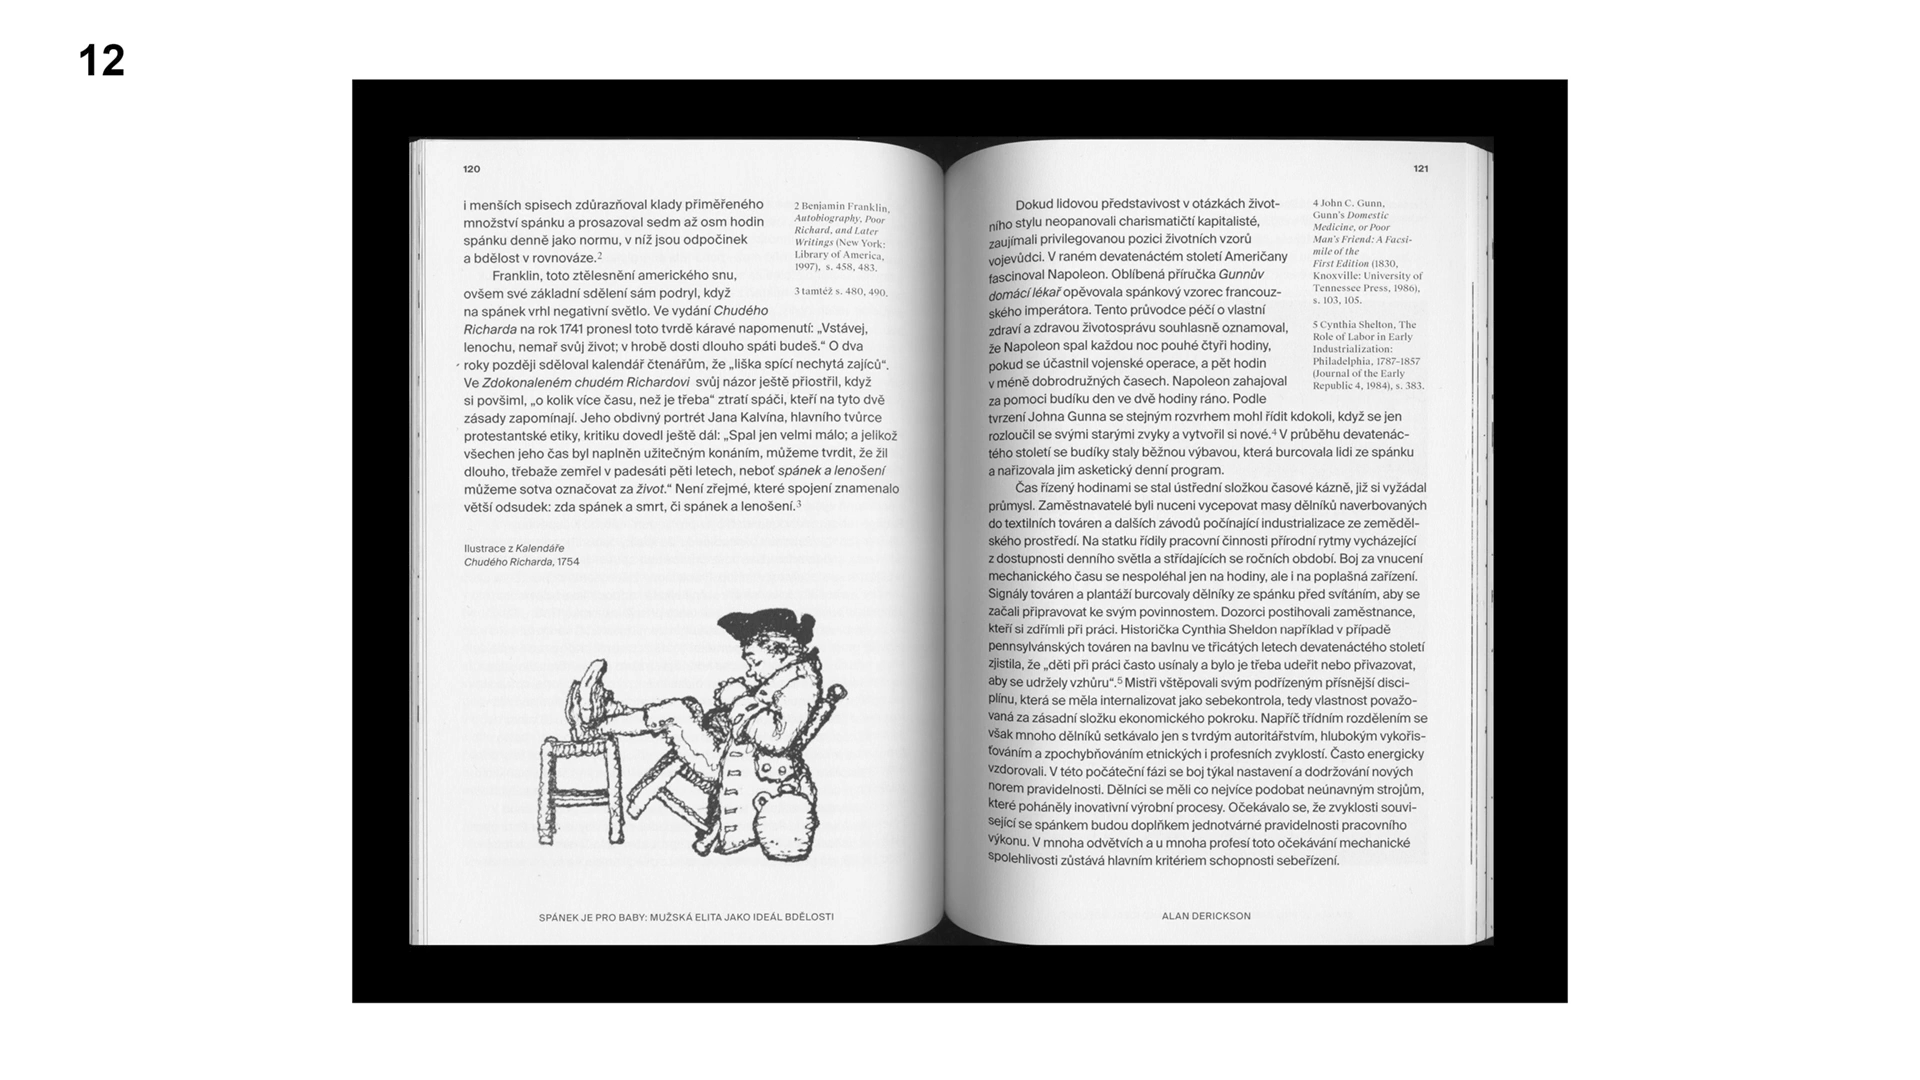 12
120
i menších spisech zdůrazňoval klady přiměřeného
množství spánku a prosazoval sedm až osm hodin
spánku denně jako normu, v níž jsou odpočinek
a bdělost v rovnováze.2
Franklin, toto ztělesnění amerického snu,
ovšem své základní sdělení sám podryl, když
na spánek vrhl negativní světlo. Ve vydání Chudého
Richarda na rok 1741 pronesl toto tvrdě káravé napomenutí: „Vstávej,
lenochu, nemař svůj život; v hrobě dosti dlouho spáti budeš.“ O dva
roky později sděloval kalendář čtenářům, že „liška spící nechytá zajíců“.
Ve Zdokonaleném chudém Richardovi svůj názor ještě přiostřil, když
si povšiml, „o kolik více času, než je třeba“ ztratí spáči, kteří na tyto dvě
zásady zapomínají. Jeho obdivný portrét Jana Kalvína, hlavního tvůrce
protestantské etiky, kritiku dovedl ještě dál: „Spal jen velmi málo; a jelikož
všechen jeho čas byl naplněn užitečným konáním, můžeme tvrdit, že žil
dlouho, třebaže zemřel v padesáti pěti letech, neboť spánek a lenošení
můžeme sotva označovat za život.“ Není zřejmé, které spojení znamenalo
větší odsudek: zda spánek a smrt, či spánek a lenošení.3
2 Benjamin Franklin,
Autobiography, Poor
Richard, and Later
Writings (New York:
Library of America,
1997), s. 458, 483.
3 tamtéž s. 480, 490.
Ilustrace z Kalendáře
Chudého Richarda, 1754
SPÁNEK JE PRO BABY: MUŽSKÁ ELITA JAKO IDEÁL BDĚLOSTI
121
Dokud lidovou představivost v otázkách život-
ního stylu neopanovali charismatičtí kapitalisté,
zaujímali privilegovanou pozici životních vzorů
vojevůdci. V raném devatenáctém století Američany
fascinoval Napoleon. Oblíbená příručka Gunnův
domácí lékař opěvovala spánkový vzorec francouz-
ského imperátora. Tento průvodce péčí o vlastní
zdraví a zdravou životosprávu souhlasně oznamoval,
že Napoleon spal každou noc pouhé čtyři hodiny,
pokud se účastnil vojenské operace, a pět hodin
v méně dobrodružných časech. Napoleon zahajoval
za pomoci budíku den ve dvě hodiny ráno. Podle
tvrzení Johna Gunna se stejným rozvrhem mohl řídit kdokoli, když se jen
rozloučil se svými starými zvyky a vytvořil si nové.4 V průběhu devatenác-
tého století se budíky staly běžnou výbavou, která burcovala lidi ze spánku
a nařizovala jim asketický denní program.
Čas řízený hodinami se stal ústřední složkou časové kázně, již si vyžádal
průmysl. Zaměstnavatelé byli nuceni vycepovat masy dělníků naverbovaných
do textilních továren a dalších závodů počínající industrializace ze zeměděl-
ského prostředí. Na statku řídily pracovní činnosti přírodní rytmy vycházející
z dostupnosti denního světla a střídajících se ročních období. Boj za vnucení
mechanického času se nespoléhal jen na hodiny, ale i na poplašná zařízení.
Signály továren a plantáží burcovaly dělníky ze spánku před svítáním, aby se
začali připravovat ke svým povinnostem. Dozorci postihovali zaměstnance,
kteří si zdřímli při práci. Historička Cynthia Sheldon například v případě
pennsylvánských továren na bavlnu ve třicátých letech devatenáctého století
zjistila, že „děti při práci často usínaly a bylo je třeba udeřit nebo přivazovat,
aby se udržely vzhůru“.5 Mistři vštěpovali svým podřízeným přísnější disci-
plínu, která se měla internalizovat jako sebekontrola, tedy vlastnost považo-
vaná za zásadní složku ekonomického pokroku. Napříč třídním rozdělením se
však mnoho dělníků setkávalo jen s tvrdým autoritářstvím, hlubokým vykořis-
ťováním a zpochybňováním etnických i profesních zvyklostí. Často energicky
vzdorovali. V této počáteční fázi se boj týkal nastavení a dodržování nových
norem pravidelnosti. Dělníci se měli co nejvíce podobat neúnavným strojům,
které poháněly inovativní výrobní procesy. Očekávalo se, že zvyklosti souvi-
sející se spánkem budou doplňkem jednotvárné pravidelnosti pracovního
výkonu. V mnoha odvětvích a u mnoha profesí toto očekávání mechanické
spolehlivosti zůstává hlavním kritériem schopnosti sebeřízení.
4 John C. Gunn,
Gunn's Domestic
Medicine, or Poor
Man's Friend: A Facsi-
mile of the
First Edition (1830,
Knoxville: University of
Tennessee Press, 1986),
s. 103, 105.
5 Cynthia Shelton, The
Role of Labor in Early
Industrialization:
Philadelphia, 1787–1857
(Journal of the Early
Republic 4, 1984), s. 383.
ALAN DERICKSON